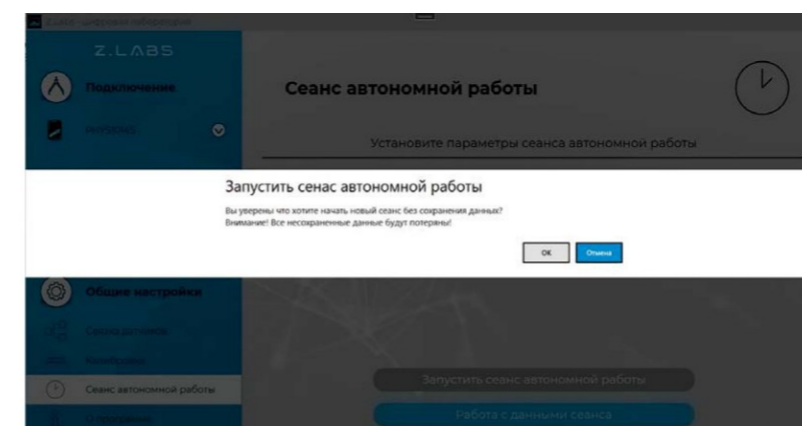 Z.LABS
Подключение
Сеанс автономной работы
Установите параметры сеанса автономной работы
Запустить сенас автономной работы
Вы уверены что хотите начать новый сеанс без сохранения данных?
Внимание! Все несохраненные данные будут потеряны!
OK
Отмена
Общие настройки
Калибровка
Сеанс автономной работы
О программе
Запустить сеанс автономной работы
Работа с данными сеанса